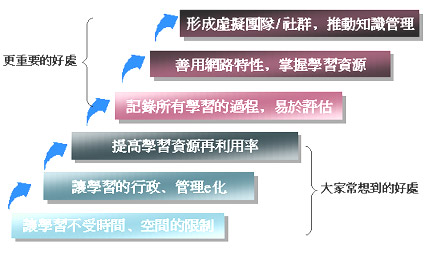 形成虛擬團隊/社群，推動知識管理
更重要的好處
善用網路特性，掌握學習資源
記錄所有學習的過程，易於評估
提高學習資源再利用率
讓學習的行政、管理e化
大家常想到的好處
讓學習不受時間、空間的限制